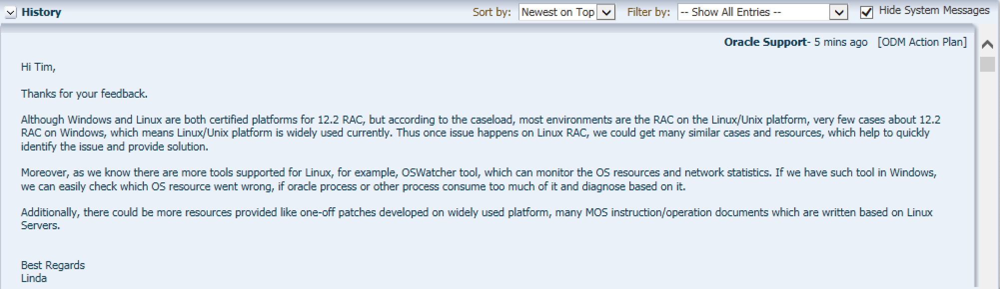 History Sort by: Newest on Top Filter by: -- Show All Entries -- Hide System Messages
Oracle Support- 5 mins ago [ODM Action Plan]
Hi Tim,
Thanks for your feedback.
Although Windows and Linux are both certified platforms for 12.2 RAC, but according to the caseload, most environments are the RAC on the Linux/Unix platform, very few cases about 12.2
RAC on Windows, which means Linux/Unix platform is widely used currently. Thus once issue happens on Linux RAC, we could get many similar cases and resources, which help to quickly
identify the issue and provide solution.
Moreover, as we know there are more tools supported for Linux, for example, OSWatcher tool, which can monitor the OS resources and network statistics. If we have such tool in Windows,
we can easily check which OS resource went wrong, if oracle process or other process consume too much of it and diagnose based on it.
Additionally, there could be more resources provided like one-off patches developed on widely used platform, many MOS instruction/operation documents which are written based on Linux
Servers.
Best Regards
Linda